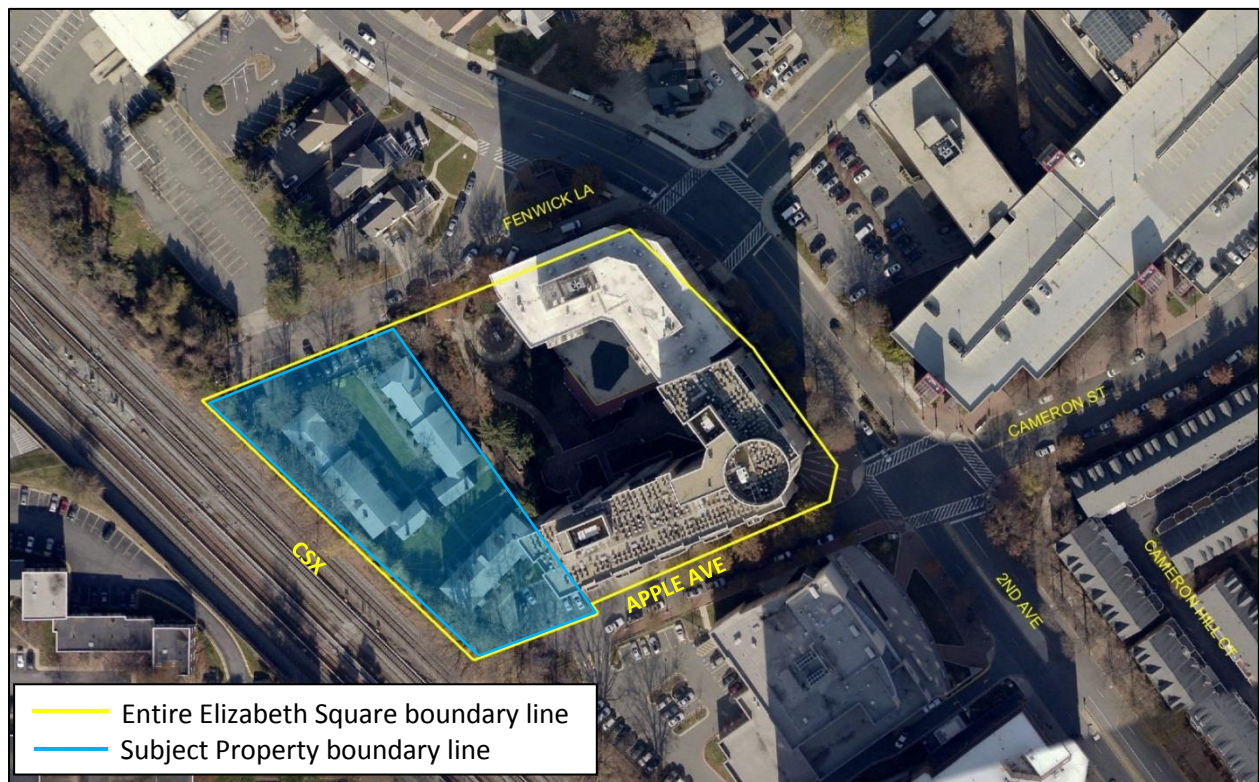 FENWICK LA
CAMERON ST
CSX
APPLE AVE
2ND AVE
CAMERON HILL CT
Entire Elizabeth Square boundary line
Subject Property boundary line